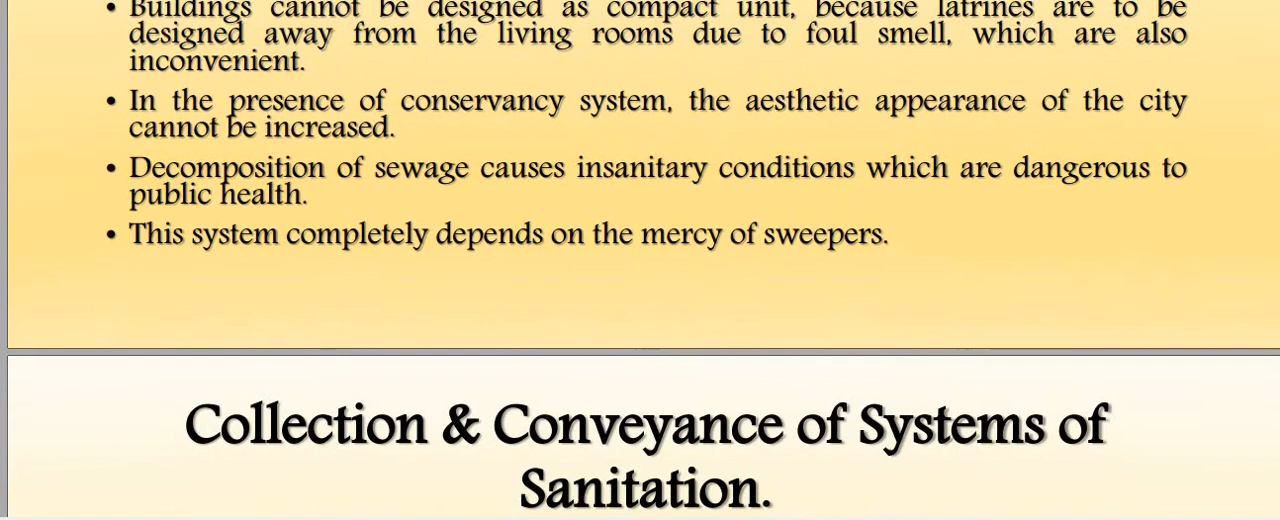 • Buildings cannot be designed as compact unit, because latrines are to be
designed away from the living rooms due to foul smell, which are also
inconvenient.
• In the presence of conservancy system, the aesthetic appearance of the city
cannot be increased.
• Decomposition of sewage causes insanitary conditions which are dangerous to
public health.
• This system completely depends on the mercy of sweepers.
Collection & Conveyance of Systems of
Sanitation.